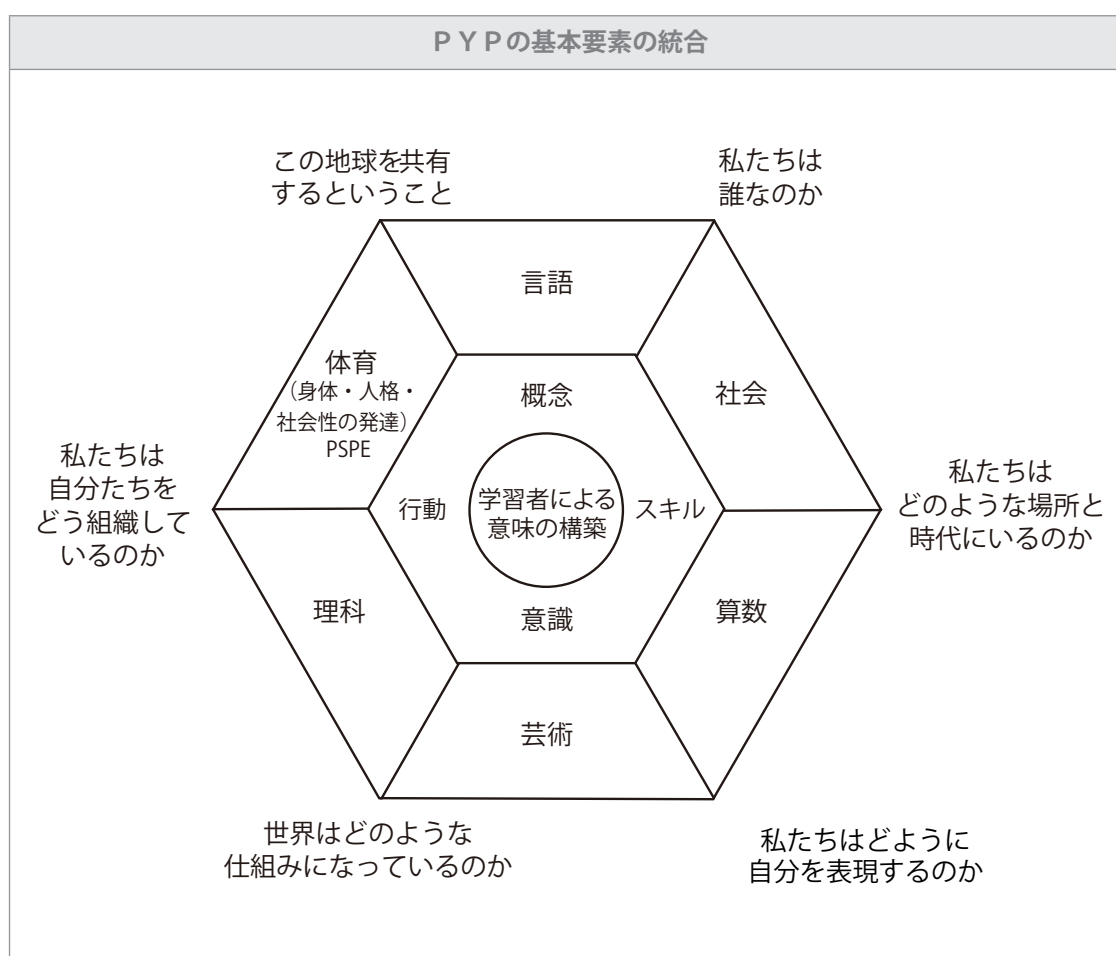 ＰＹＰの基本要素の統合
この地球を共有
するということ
私たちは
誰なのか
言語
体育
（身体・人格・
社会性の発達）
PSPE
概念
社会
私たちは
自分たちを
どう組織して
いるのか
行動
学習者による
意味の構築
スキル
私たちは
どのような場所と
時代にいるのか
理科
意識
算数
芸術
世界はどのような
仕組みになっているのか
私たちはどように
自分を表現するのか